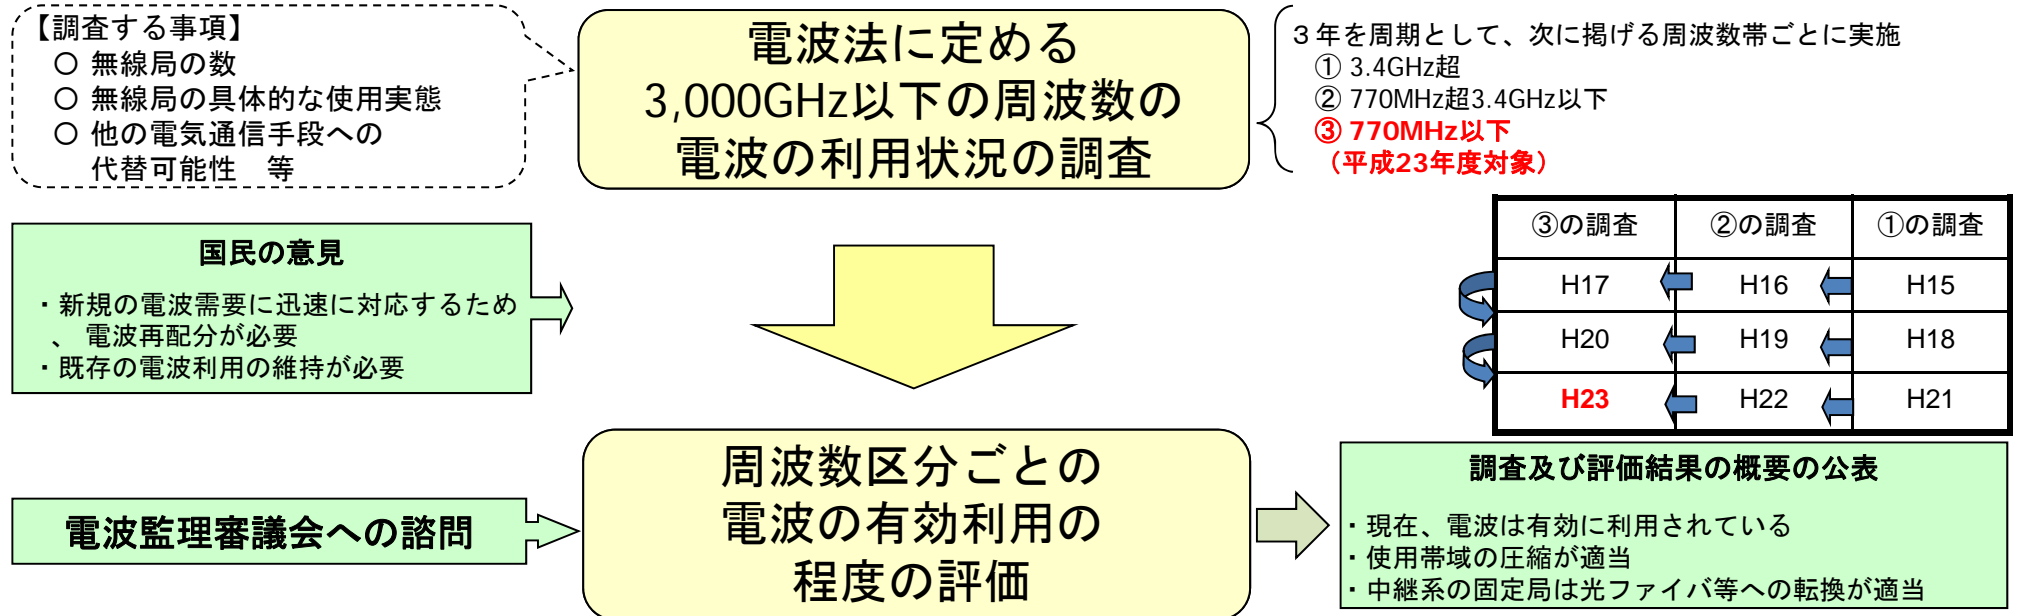 【調査する事項】
○ 無線局の数
○ 無線局の具体的な使用実態
○ 他の電気通信手段への
代替可能性　等
電波法に定める
3,000GHz以下の周波数の
電波の利用状況の調査
３年を周期として、次に掲げる周波数帯ごとに実施
① 3.4GHz超
② 770MHz超3.4GHz以下
③ 770MHz以下
（平成23年度対象）
国民の意見
・新規の電波需要に迅速に対応するため
、 電波再配分が必要
・既存の電波利用の維持が必要
③の調査 ②の調査 ①の調査
H17 H16 H15
H20 H19 H18
H23 H22 H21
電波監理審議会への諮問
周波数区分ごとの
電波の有効利用の
程度の評価
調査及び評価結果の概要の公表
・現在、電波は有効に利用されている
・使用帯域の圧縮が適当
・中継系の固定局は光ファイバ等への転換が適当